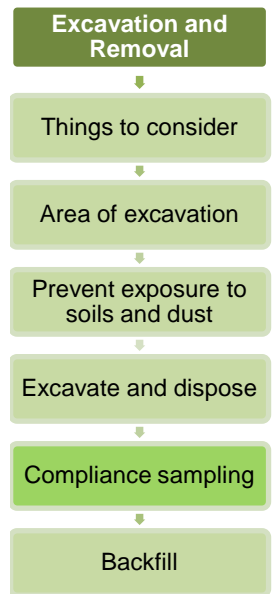 Excavation and
Removal
Things to consider
Area of excavation
Prevent exposure to
soils and dust
Excavate and dispose
Compliance sampling
Backfill